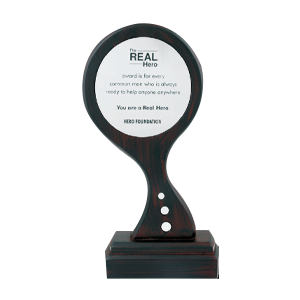 The
REAL
Hero
award is for every
common man who is always
ready to help anyone anywhere
You are a Real Hero
HERO FOUNDATION